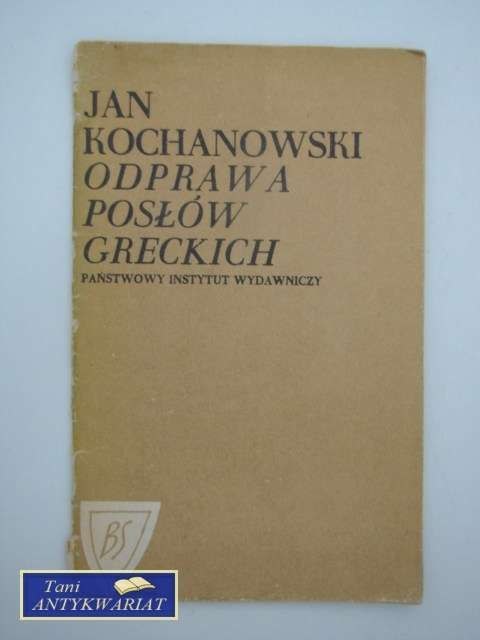 JAN
KOCHANOWSKI
ODPRAWA
POSŁÓW
GRECKICH
PAŃSTWOWY INSTYTUT WYDAWNICZY
BS
Tani
ANTYKWARIAT